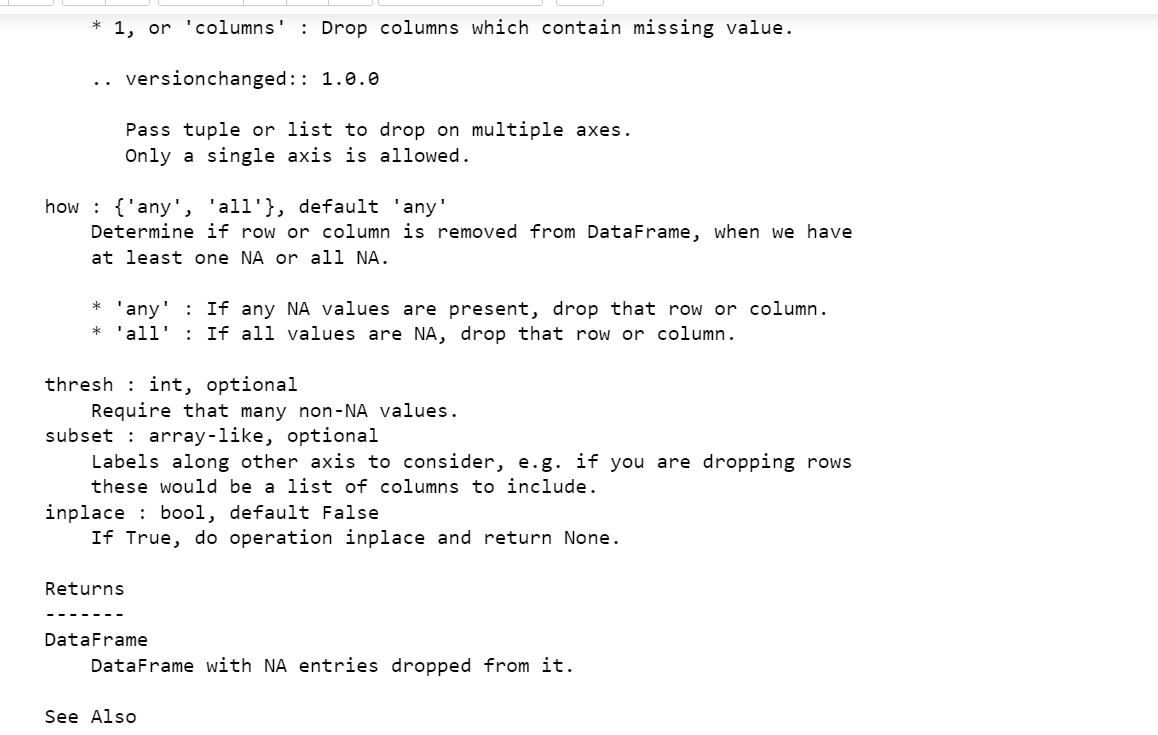 * 1, or 'columns' : Drop columns which contain missing value.
.. versionchanged:: 1.0.0
Pass tuple or list to drop on multiple axes.
Only a single axis is allowed.
how : {'any', 'all'}, default 'any'
Determine if row or column is removed from DataFrame, when we have
at least one NA or all NA.
* 'any' : If any NA values are present, drop that row or column.
* 'all' : If all values are NA, drop that row or column.
thresh : int, optional
Require that many non-NA values.
subset : array-like, optional
Labels along other axis to consider, e.g. if you are dropping rows
these would be a list of columns to include.
inplace : bool, default False
If True, do operation inplace and return None.
Returns
-------
DataFrame
DataFrame with NA entries dropped from it.
See Also